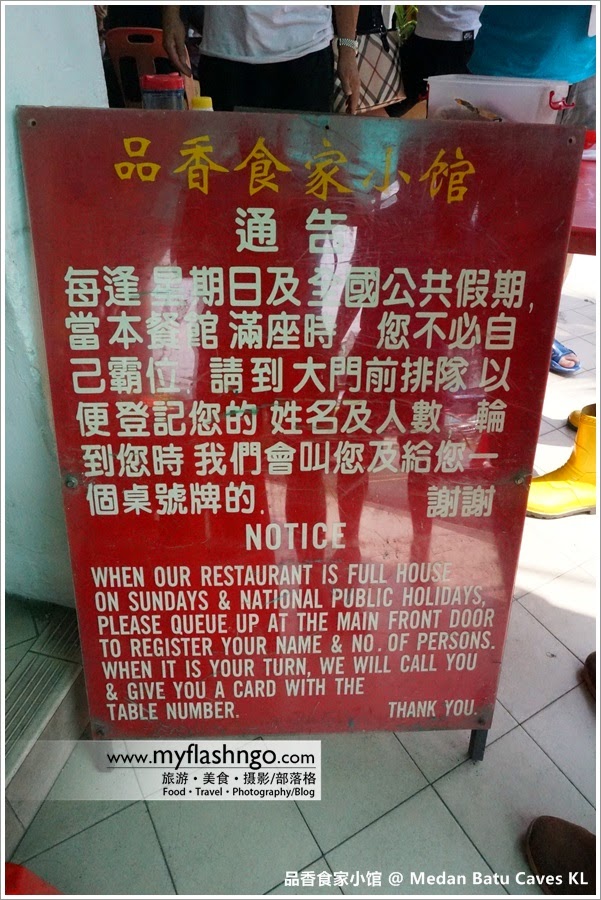 品香食家小馆
通告
每逢 星期日及全國公共假期,
當本餐館 滿座時 您不必自
己霸位 請到 大門前排隊 以
便登記您的 姓名及人數 輪
到您時 我們會叫您及給您一
個桌號牌的. 謝謝
NOTICE
WHEN OUR RESTAURANT IS FULL HOUSE
ON SUNDAYS & NATIONAL PUBLIC HOLIDAYS,
PLEASE QUEUE UP AT THE MAIN FRONT DOOR
TO REGISTER YOUR NAME & NO. OF PERSONS.
WHEN IT IS YOUR TURN, WE WILL CALL YOU
& GIVE YOU A CARD WITH THE
TABLE NUMBER. THANK YOU.
www.myflashngo.com
旅游•美食•摄影/部落格
Food • Travel • Photography/Blog
品香食家小馆 @ Medan Batu Caves KL